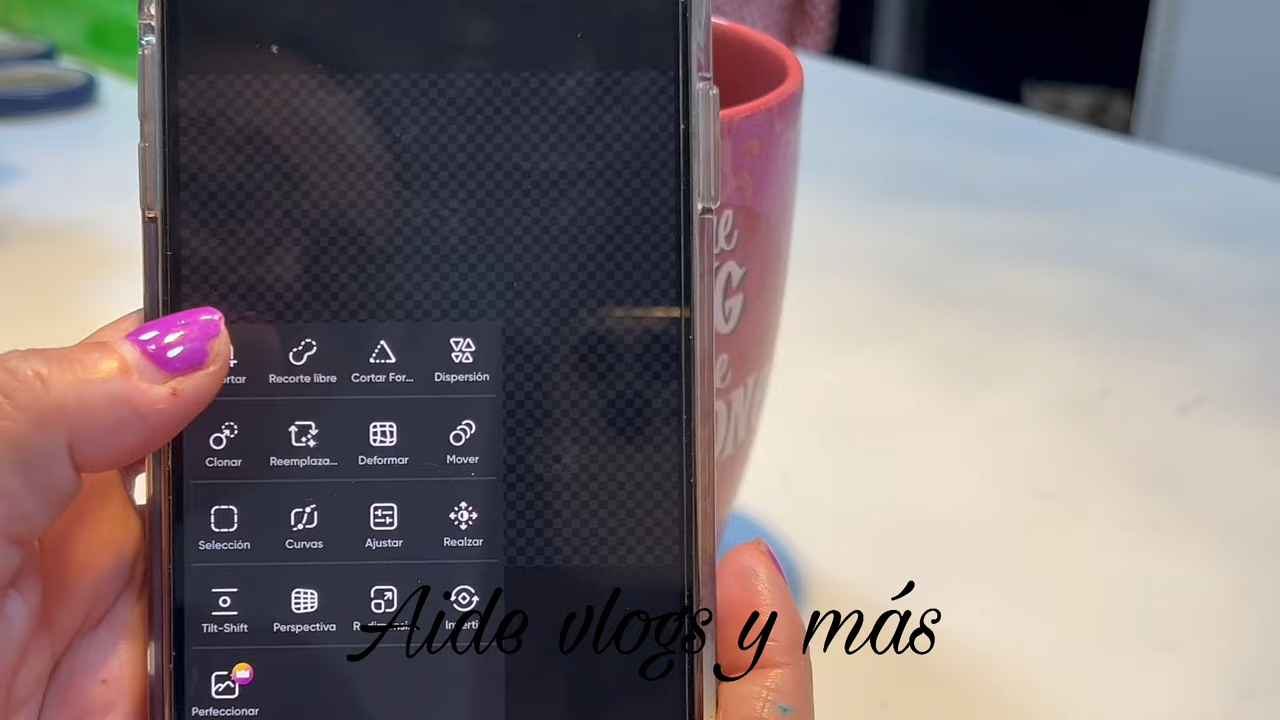 Recorte libre Cortar For... Dispersión
Clonar Reemplaza... Deformar Mover
Selección Curvas Ajustar Realzar
Tilt-Shift Perspectiva
Perfeccionar
Aide vlogs y más